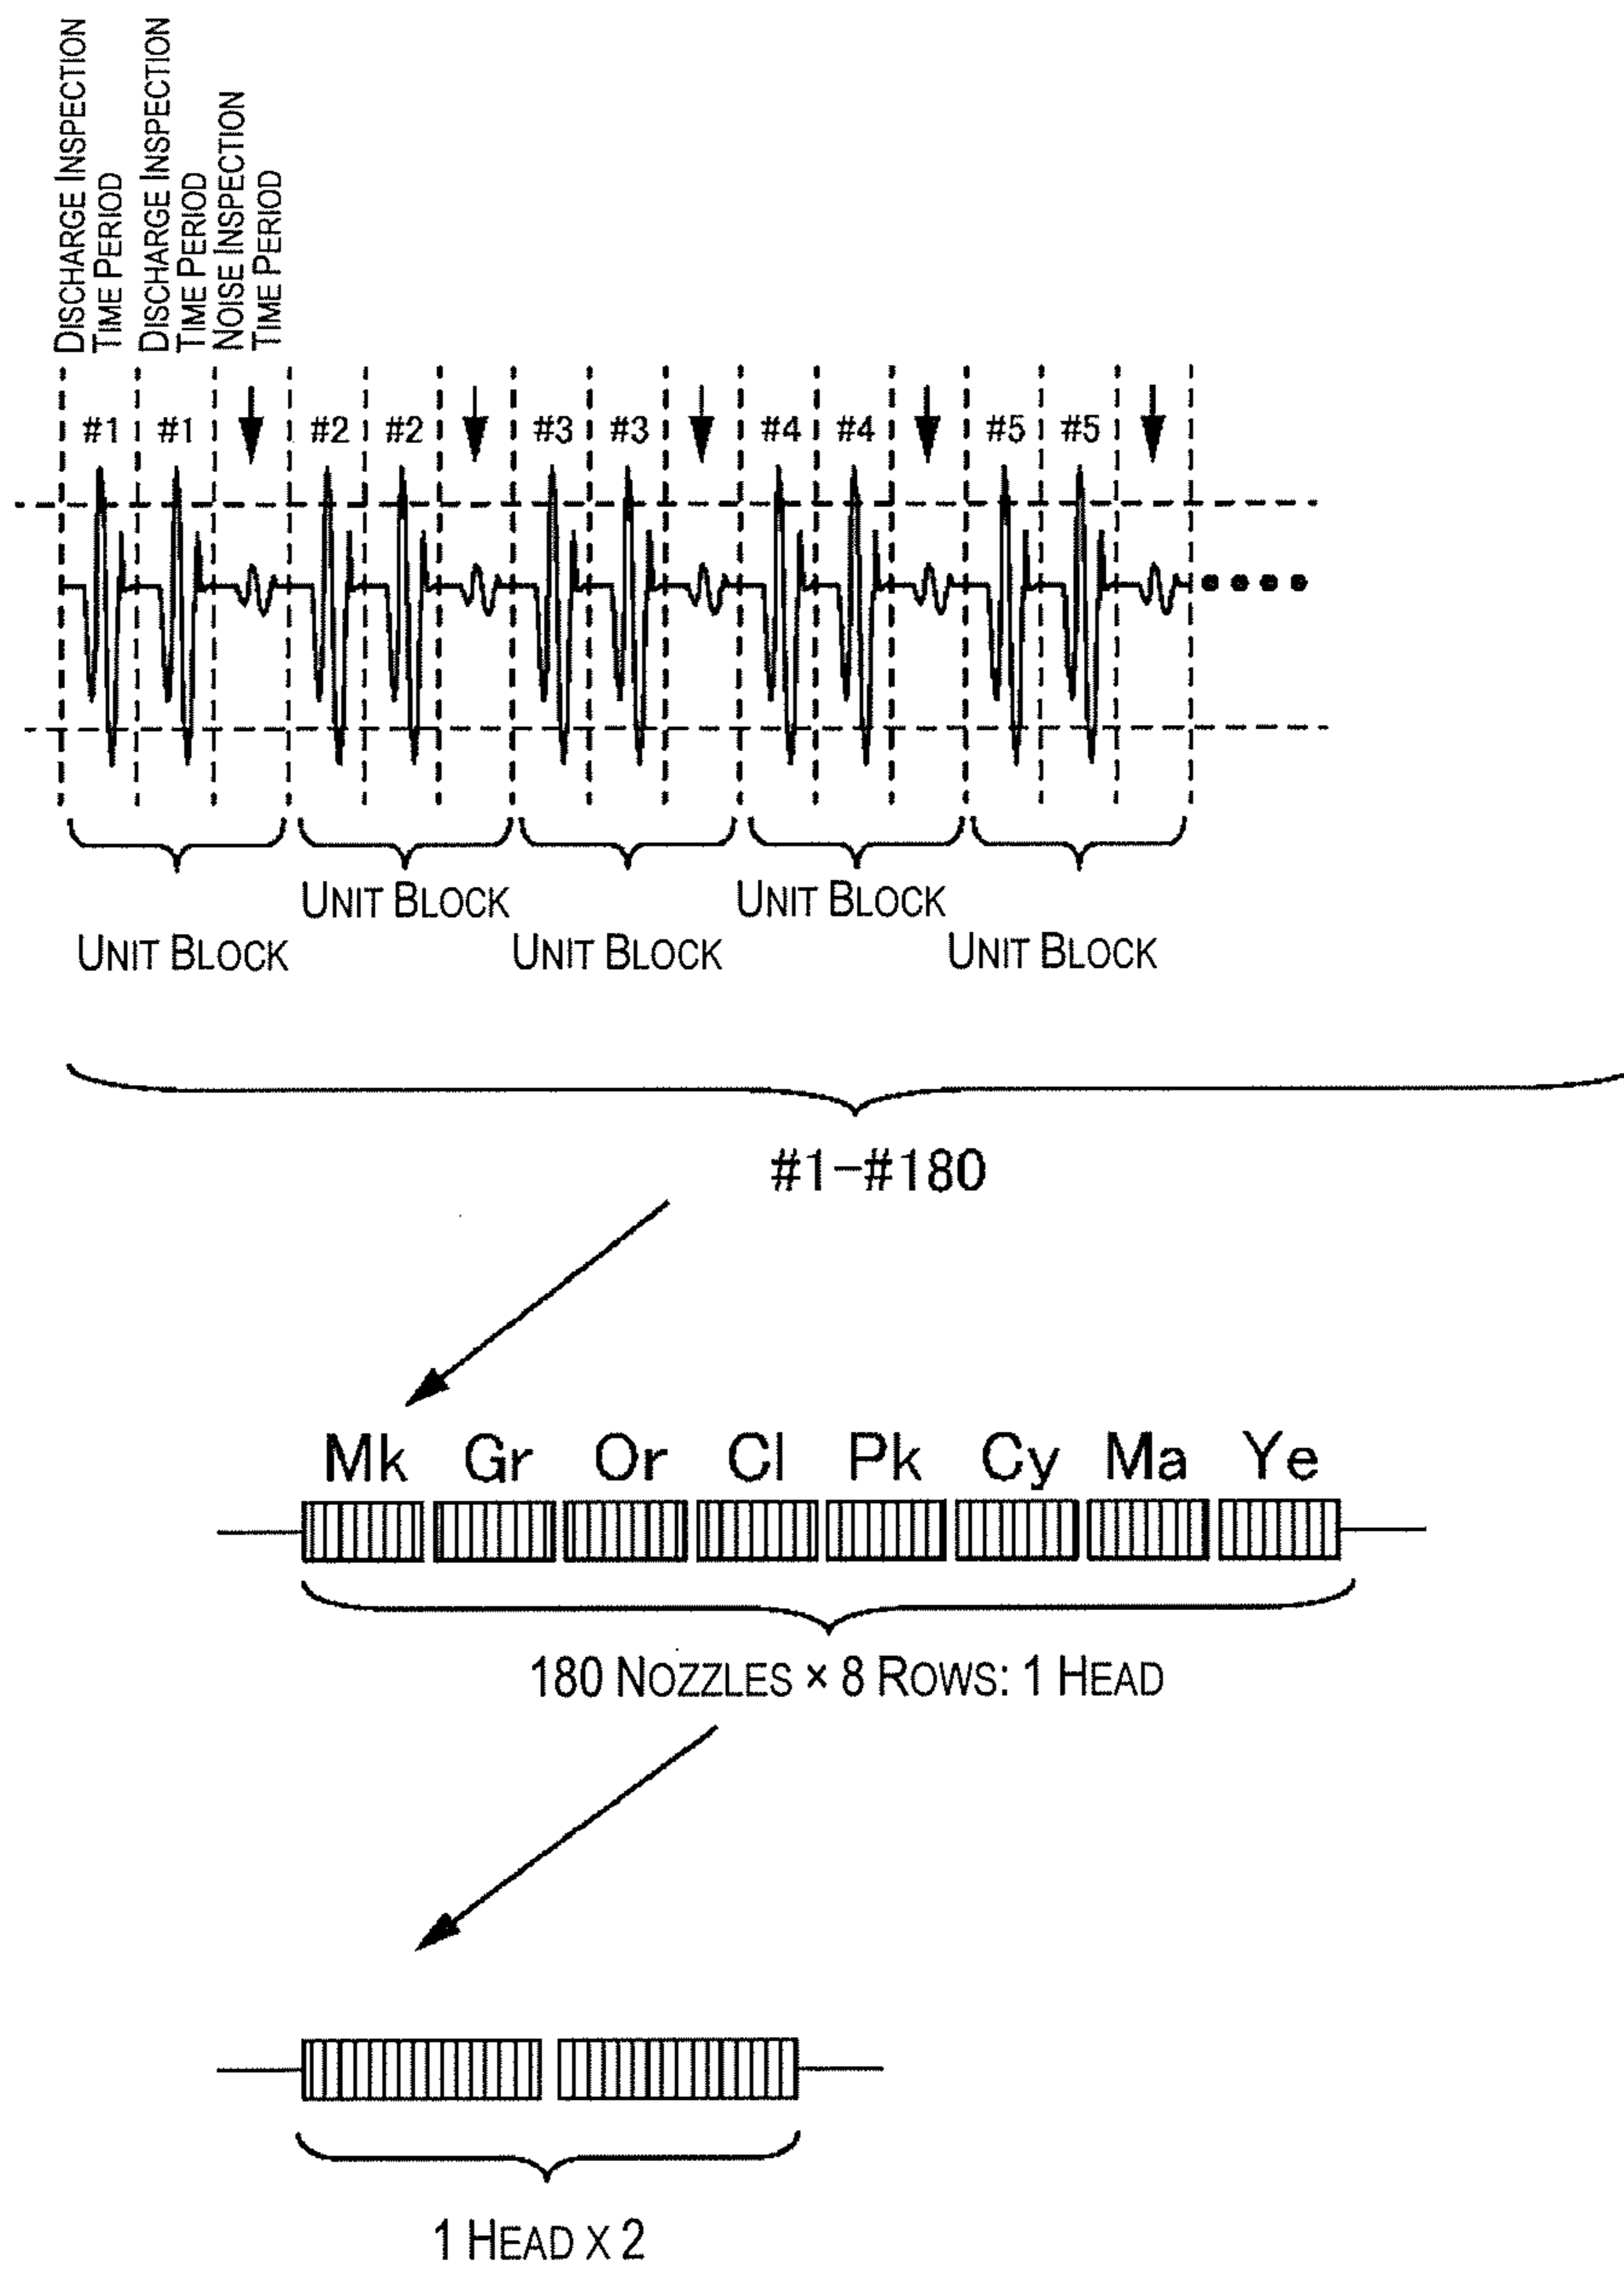 DISCHARGE INSPECTION
TIME PERIOD
DISCHARGE INSPECTION
TIME PERIOD
NOISE INSPECTION
TIME PERIOD
#1 #1 #2 #2 #3 #3 #4 #4 #5 #5
UNIT BLOCK
UNIT BLOCK
UNIT BLOCK
UNIT BLOCK
UNIT BLOCK
#1-#180
Mk Gr Or Cl Pk Cy Ma Ye
180 NOZZLES × 8 ROWS: 1 HEAD
1 HEAD X 2